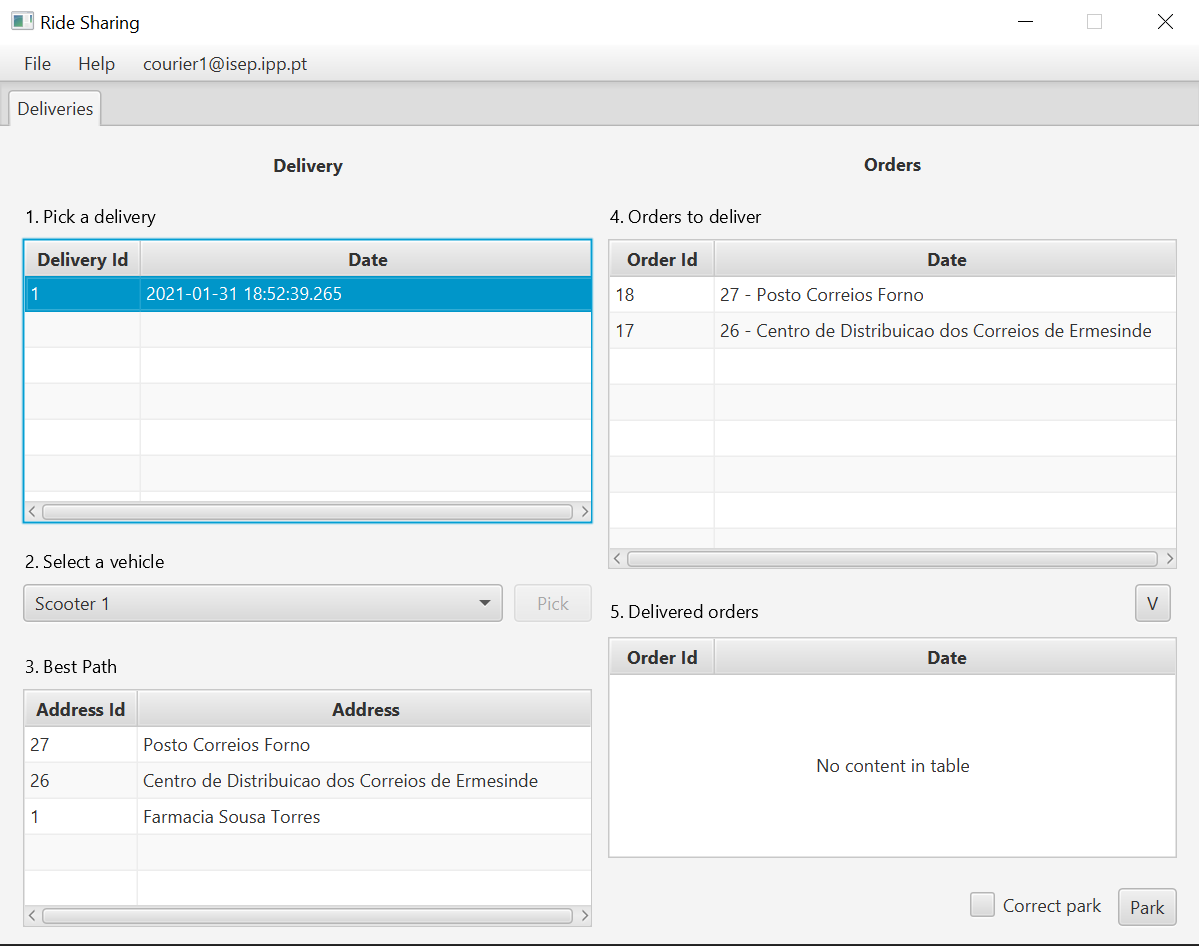 Ride Sharing
File Help courier1@isep.ipp.pt
Deliveries
Delivery
1. Pick a delivery
Delivery Id Date
1 2021-01-31 18:52:39.265
2. Select a vehicle
Scooter 1 Pick
3. Best Path
Address Id Address
27 Posto Correios Forno
26 Centro de Distribuicao dos Correios de Ermesinde
1 Farmacia Sousa Torres
Orders
4. Orders to deliver
Order Id Date
18 27 - Posto Correios Forno
17 26 - Centro de Distribuicao dos Correios de Ermesinde
V
5. Delivered orders
Order Id Date
No content in table
Correct park Park